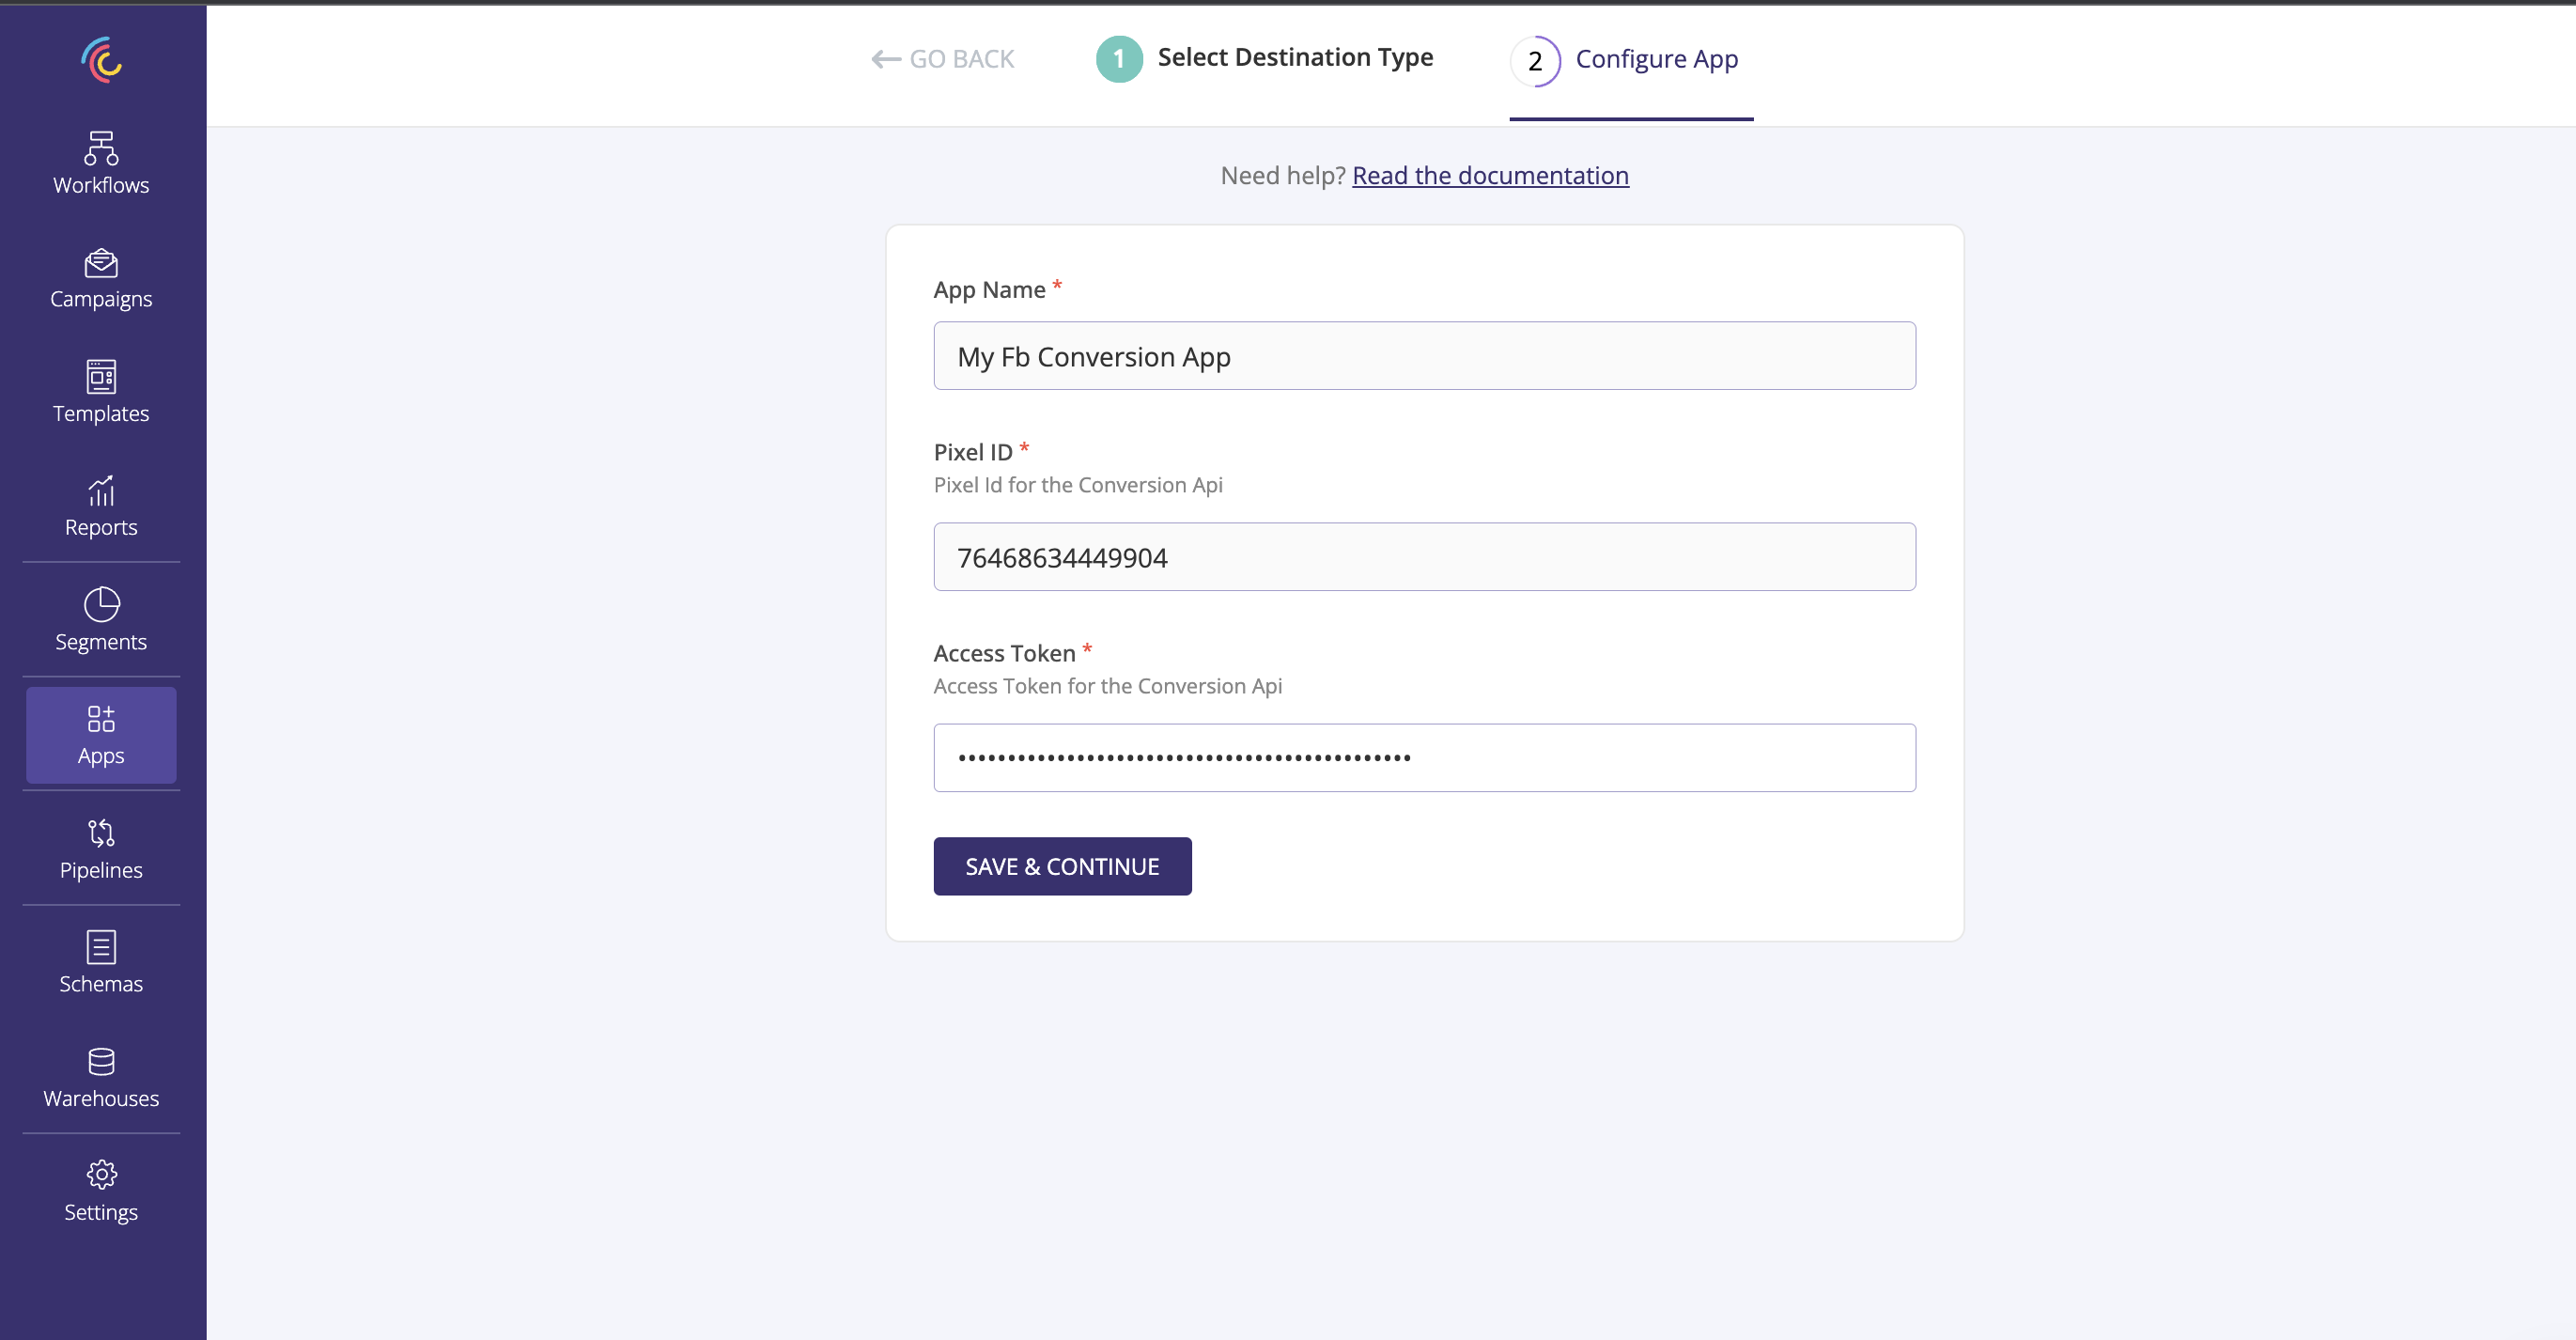 GO BACK
1 Select Destination Type
2 Configure App
Need help? Read the documentation
Workflows
Campaigns
Templates
Reports
Segments
Apps
Pipelines
Schemas
Warehouses
Settings
App Name *
My Fb Conversion App
Pixel ID *
Pixel Id for the Conversion Api
76468634449904
Access Token *
Access Token for the Conversion Api
••••••••••••••••••••••••••••••••••••••••••••••
SAVE & CONTINUE